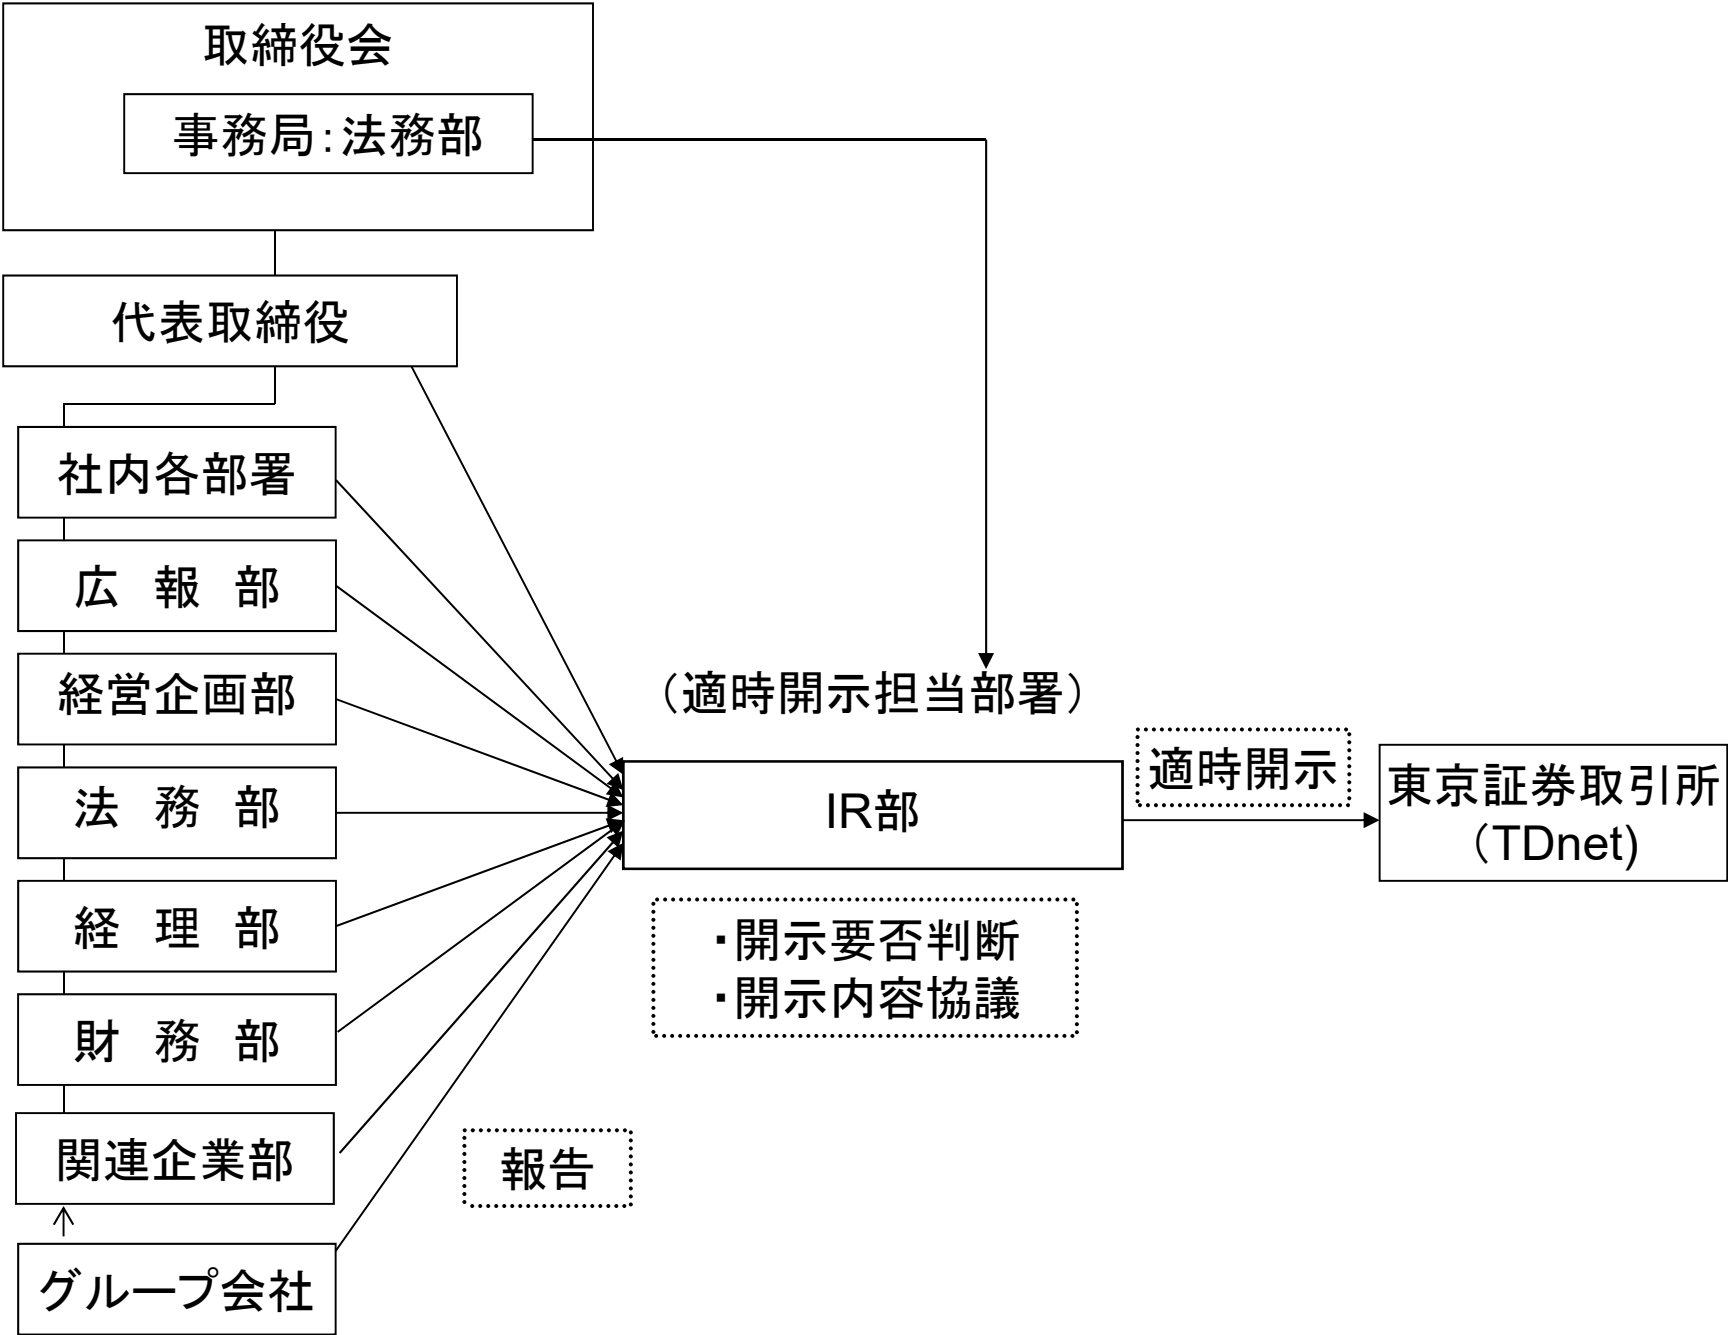 取締役会
事務局：法務部
代表取締役
社内各部署
広　報　部
経営企画部
法　務　部
経　理　部
財　務　部
関連企業部
グループ会社
報告
（適時開示担当部署）
IR部
・開示要否判断
・開示内容協議
適時開示
東京証券取引所
（TDnet)